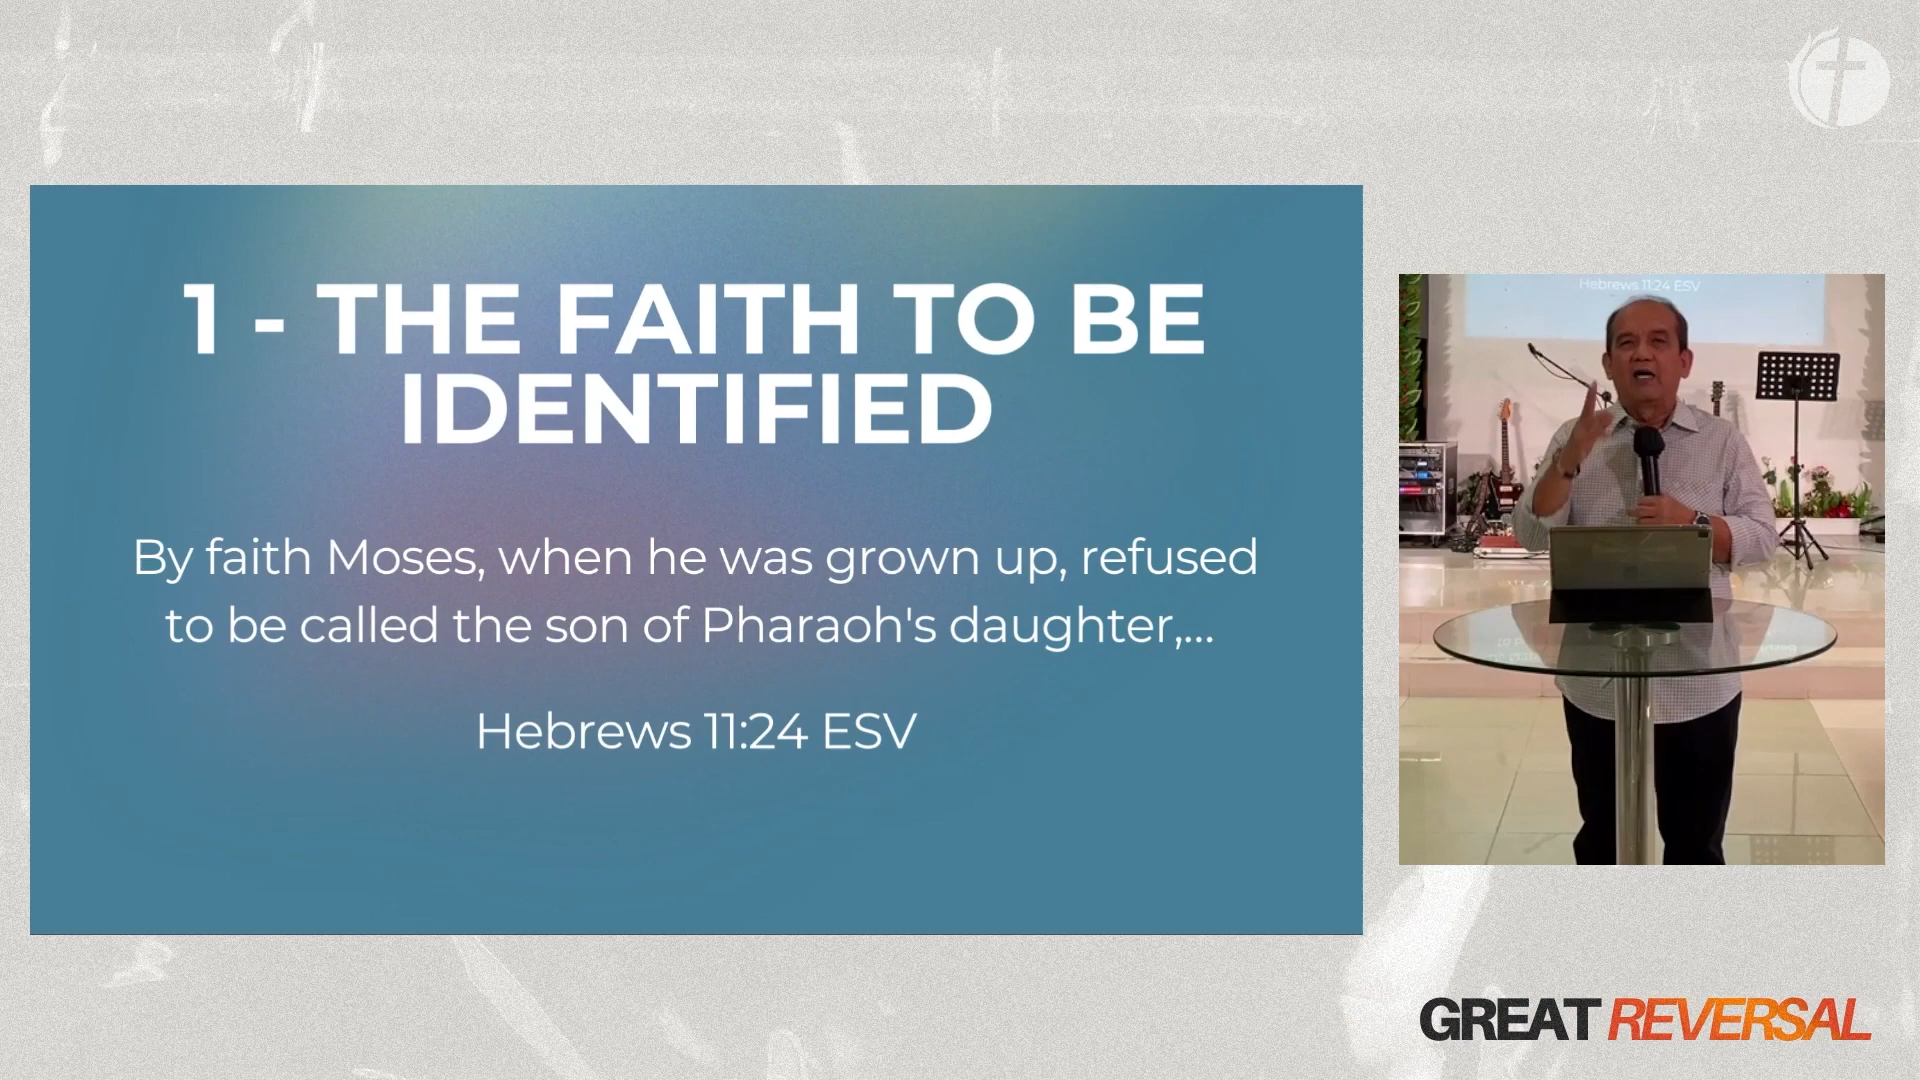 1 - THE FAITH TO BE
IDENTIFIED
By faith Moses, when he was grown up, refused
to be called the son of Pharaoh's daughter,...
Hebrews 11:24 ESV
Hebrews 11:24 ESV
GREAT REVERSAL